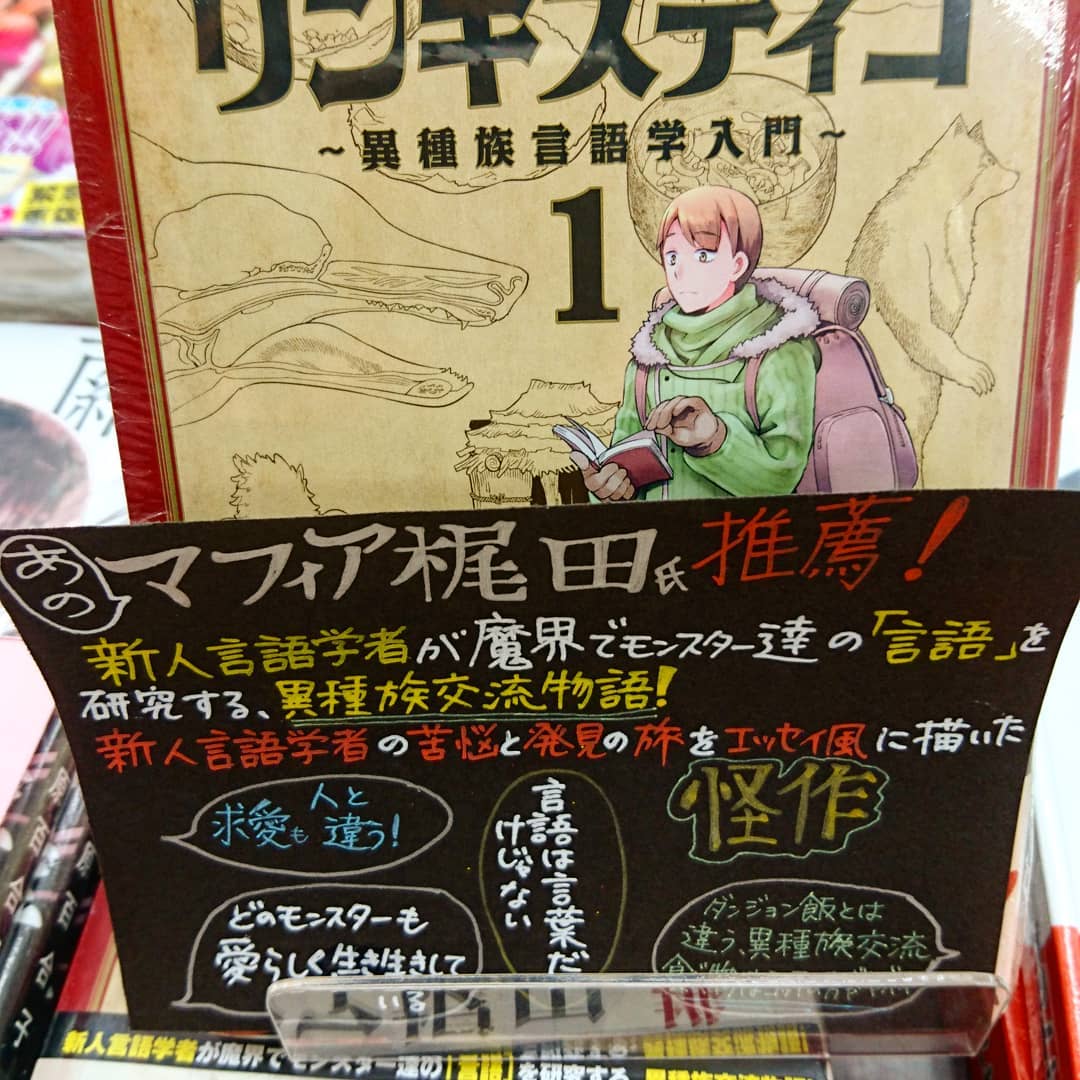 リンギスティコ
～異種族言語学入門～
1
あの
マフィア梶田氏推薦！
新人言語学者が魔界でモンスター達の「言語」を
研究する、異種族交流物語！
新人言語学者の苦悩と発見の旅をエッセイ風に描いた
怪作
求愛も人と
違う！
言語は言葉だ
けじゃない
どのモンスターも
愛らしく生き生きして
いる
ダンジョン飯とは
違う、異種族交流
新人言語学者が魔界でモンスター達の「言語」を研究する、異種族交流物語！